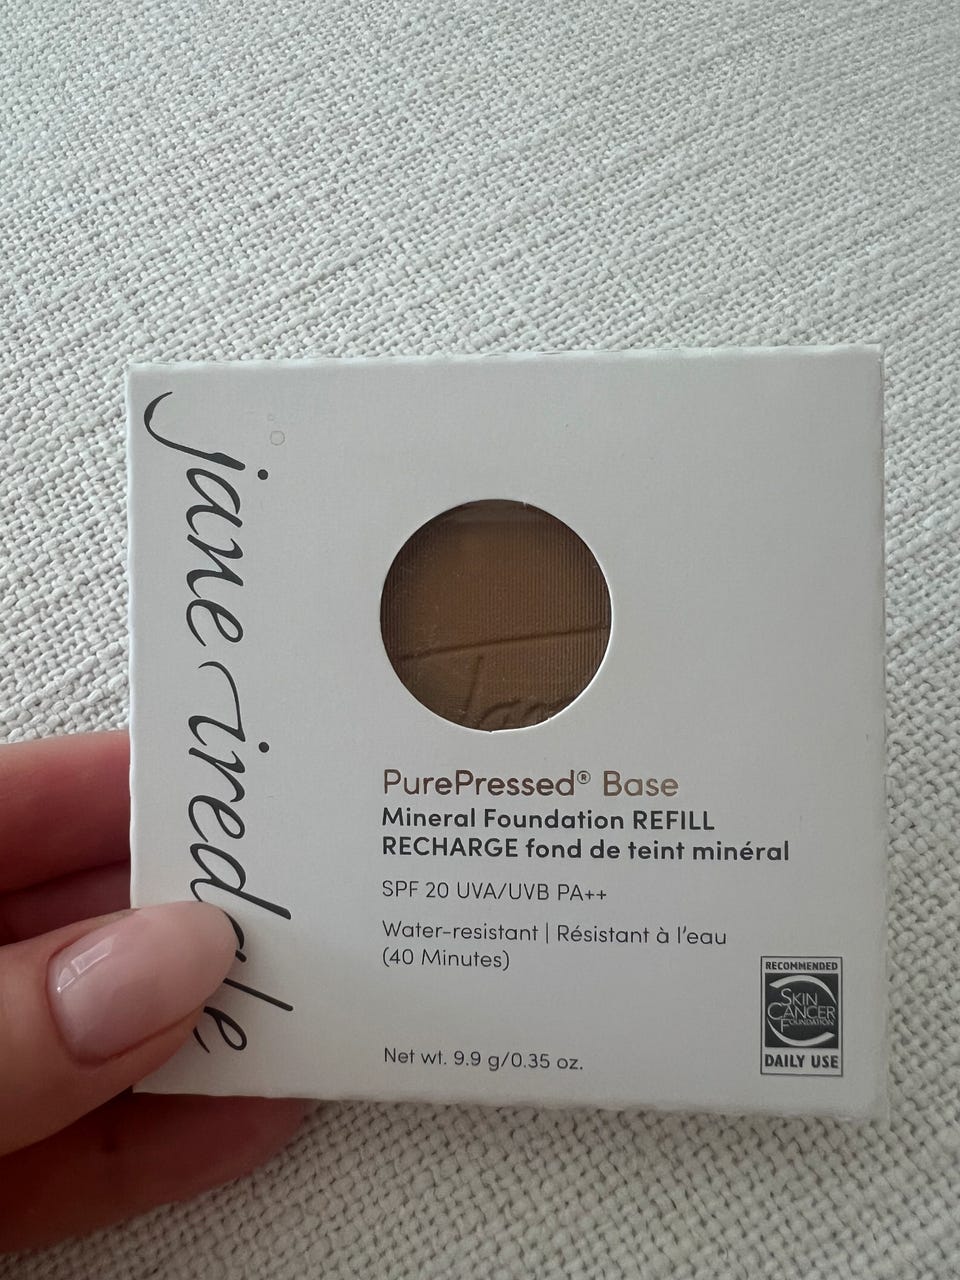 jane iredale
PurePressed® Base
Mineral Foundation REFILL
RECHARGE fond de teint minéral
SPF 20 UVA/UVB PA++
Water-resistant | Résistant à l'eau
(40 Minutes)
Net wt. 9.9 g/0.35 oz.
RECOMMENDED
SKIN
CANCER
FOUNDATION
DAILY USE